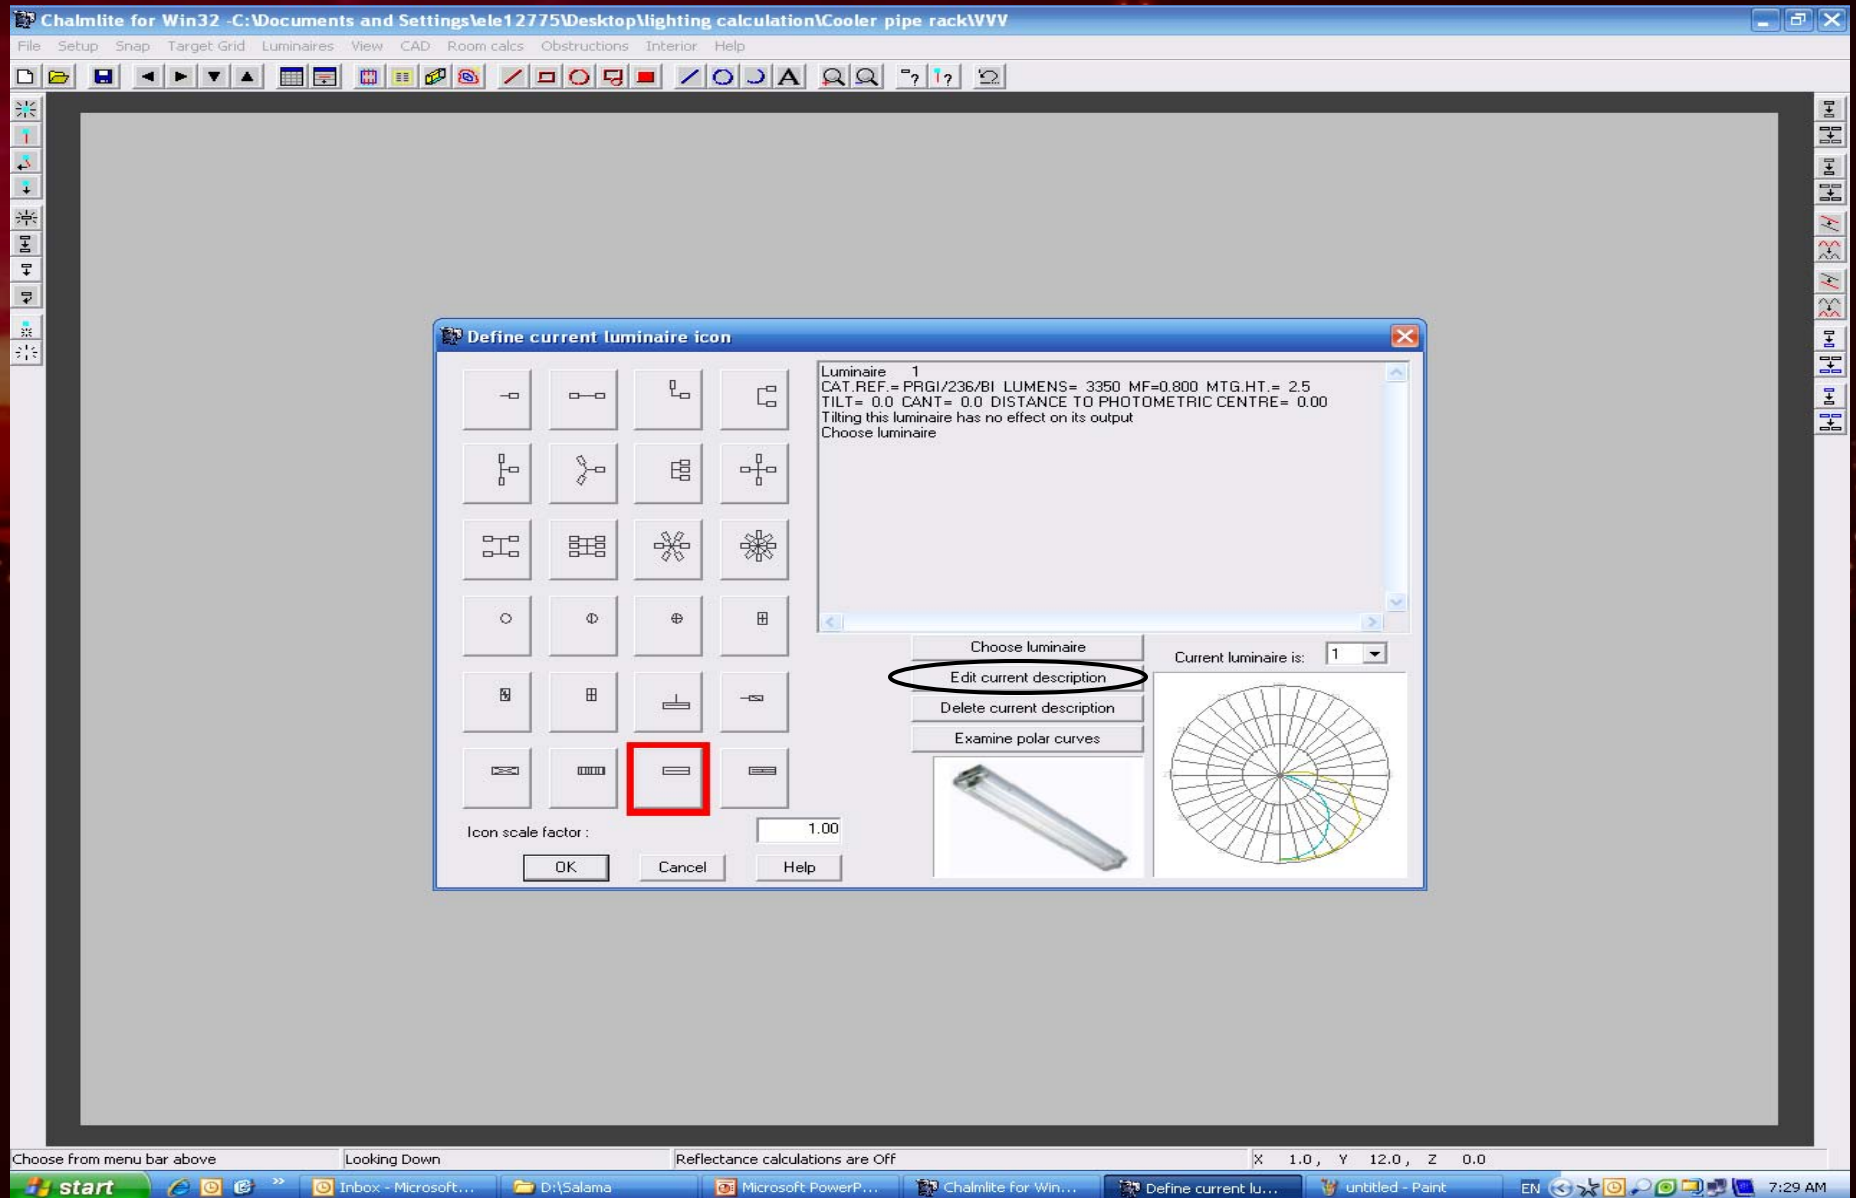 Chalmlite for Win32 -C:\Documents and Settings\ele12775\Desktop\lighting calculation\Cooler pipe rack\VVV
File Setup Snap Target Grid Luminaires View CAD Room calcs Obstructions Interior Help
Define current luminaire icon
Luminaire 1
CAT.REF.= PRGI/236/BI LUMENS= 3350 MF=0.800 MTG.HT.= 2.5
TILT= 0.0 CANT= 0.0 DISTANCE TO PHOTOMETRIC CENTRE= 0.00
Tilting this luminaire has no effect on its output
Choose luminaire
Choose luminaire
Current luminaire is: 1
Edit current description
Delete current description
Examine polar curves
Icon scale factor : 1.00
OK Cancel Help
Choose from menu bar above Looking Down Reflectance calculations are Off X 1.0 , Y 12.0 , Z 0.0
start Inbox - Microsoft... D:\Salama Microsoft PowerP... Chalmlite for Win... Define current lu... untitled - Paint EN 7:29 AM